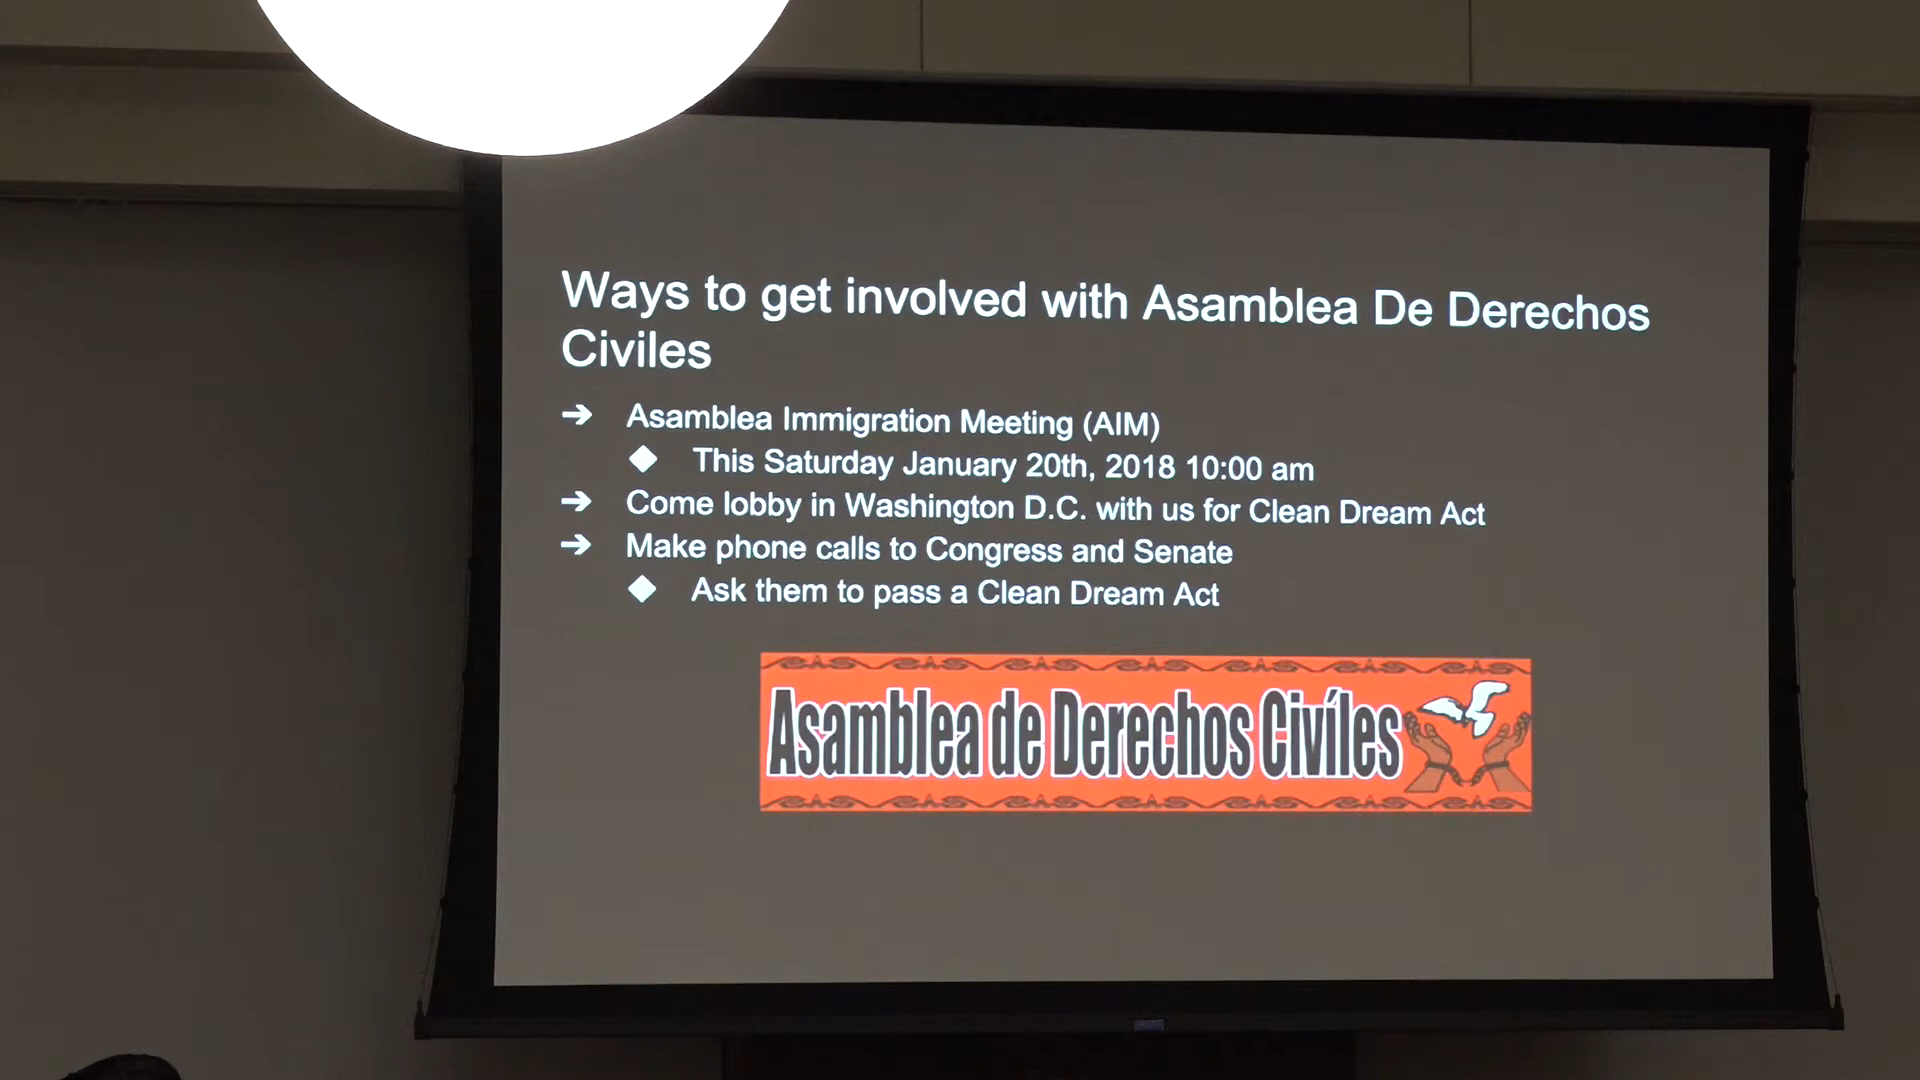 Ways to get involved with Asamblea De Derechos
Civiles
➔ Asamblea Immigration Meeting (AIM)
◆ This Saturday January 20th, 2018 10:00 am
➔ Come lobby in Washington D.C. with us for Clean Dream Act
➔ Make phone calls to Congress and Senate
◆ Ask them to pass a Clean Dream Act
Asamblea de Derechos Civíles